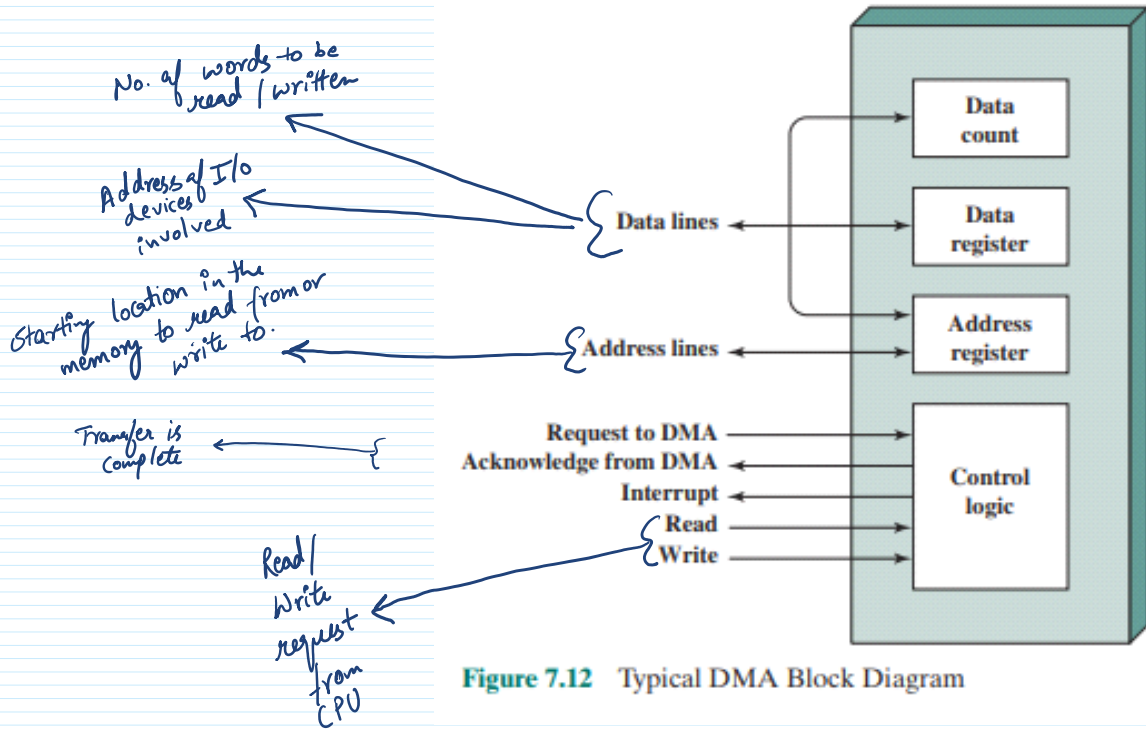 No. of words to be
read / written
Address of I/o
devices
involved
Starting location in the
memory to read from or
write to.
Transfer is
complete
Read /
Write
request
from
CPU
Data lines
Address lines
Request to DMA
Acknowledge from DMA
Interrupt
Read
Write
Data
count
Data
register
Address
register
Control
logic
Figure 7.12 Typical DMA Block Diagram